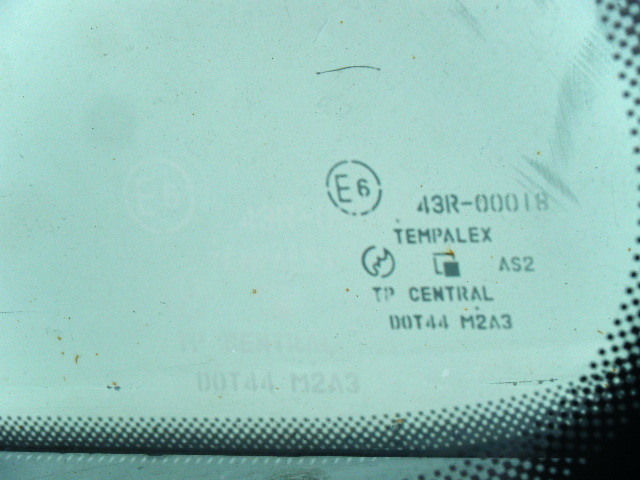 E6 43R-00018
TEMPALEX
AS2
TP CENTRAL
DOT44 M2A3